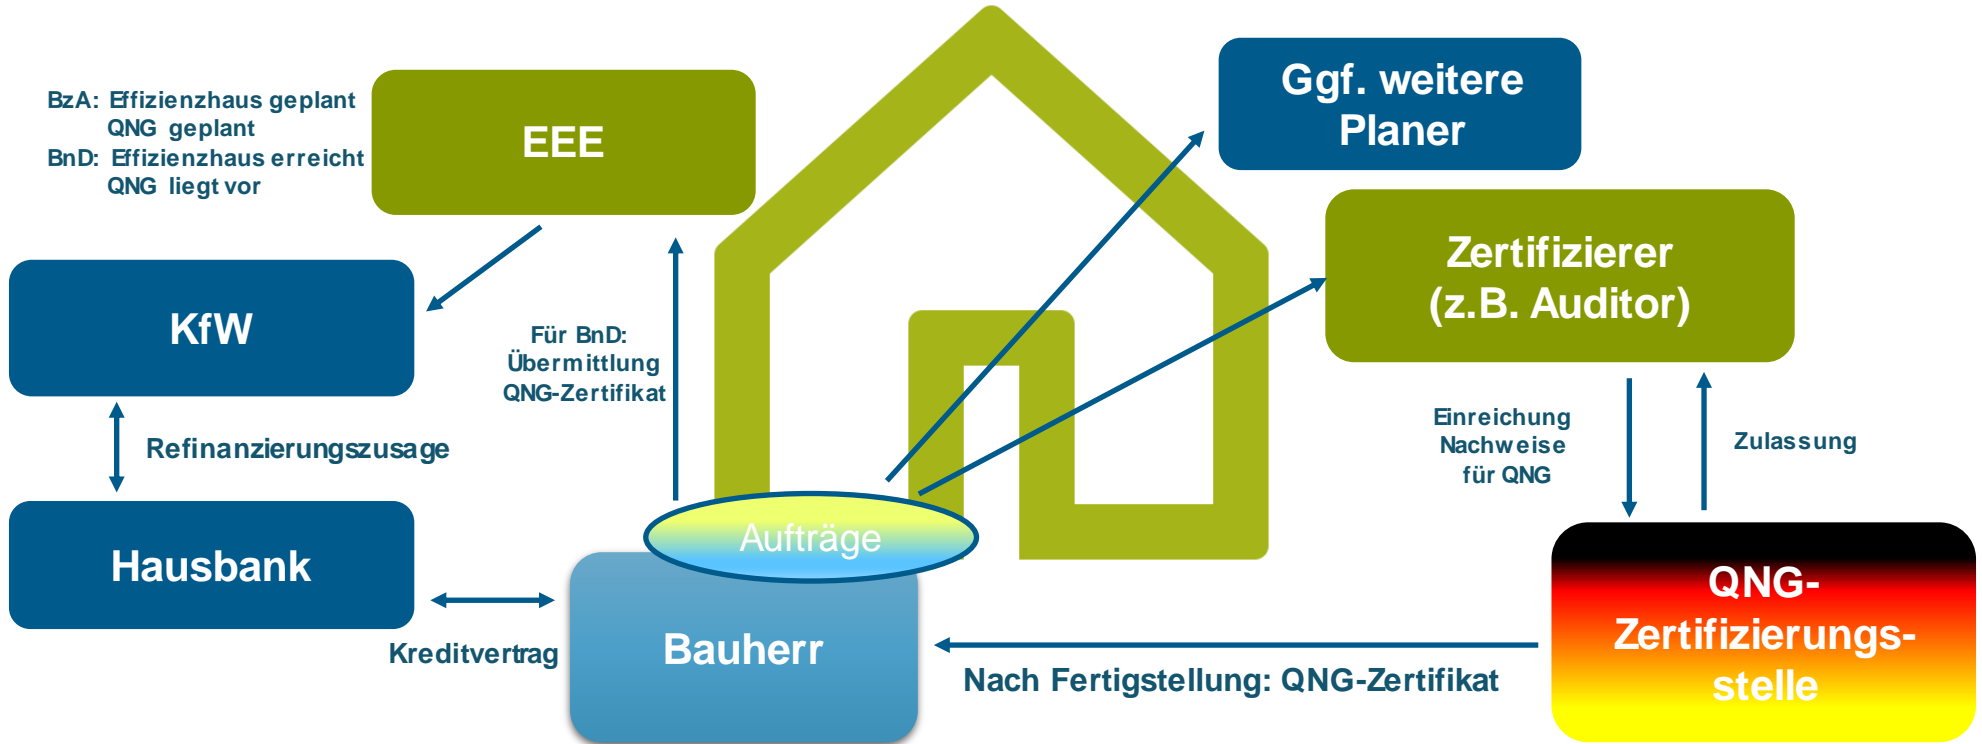 BzA: Effizienzhaus geplant
QNG geplant
BnD: Effizienzhaus erreicht
QNG liegt vor
EEE
Ggf. weitere
Planer
Zertifizierer
(z.B. Auditor)
KfW
Für BnD:
Übermittlung
QNG-Zertifikat
Refinanzierungszusage
Einreichung
Nachweise
für QNG
Zulassung
Hausbank
Aufträge
Kreditvertrag
Bauherr
Nach Fertigstellung: QNG-Zertifikat
QNG-
Zertifizierungs-
stelle